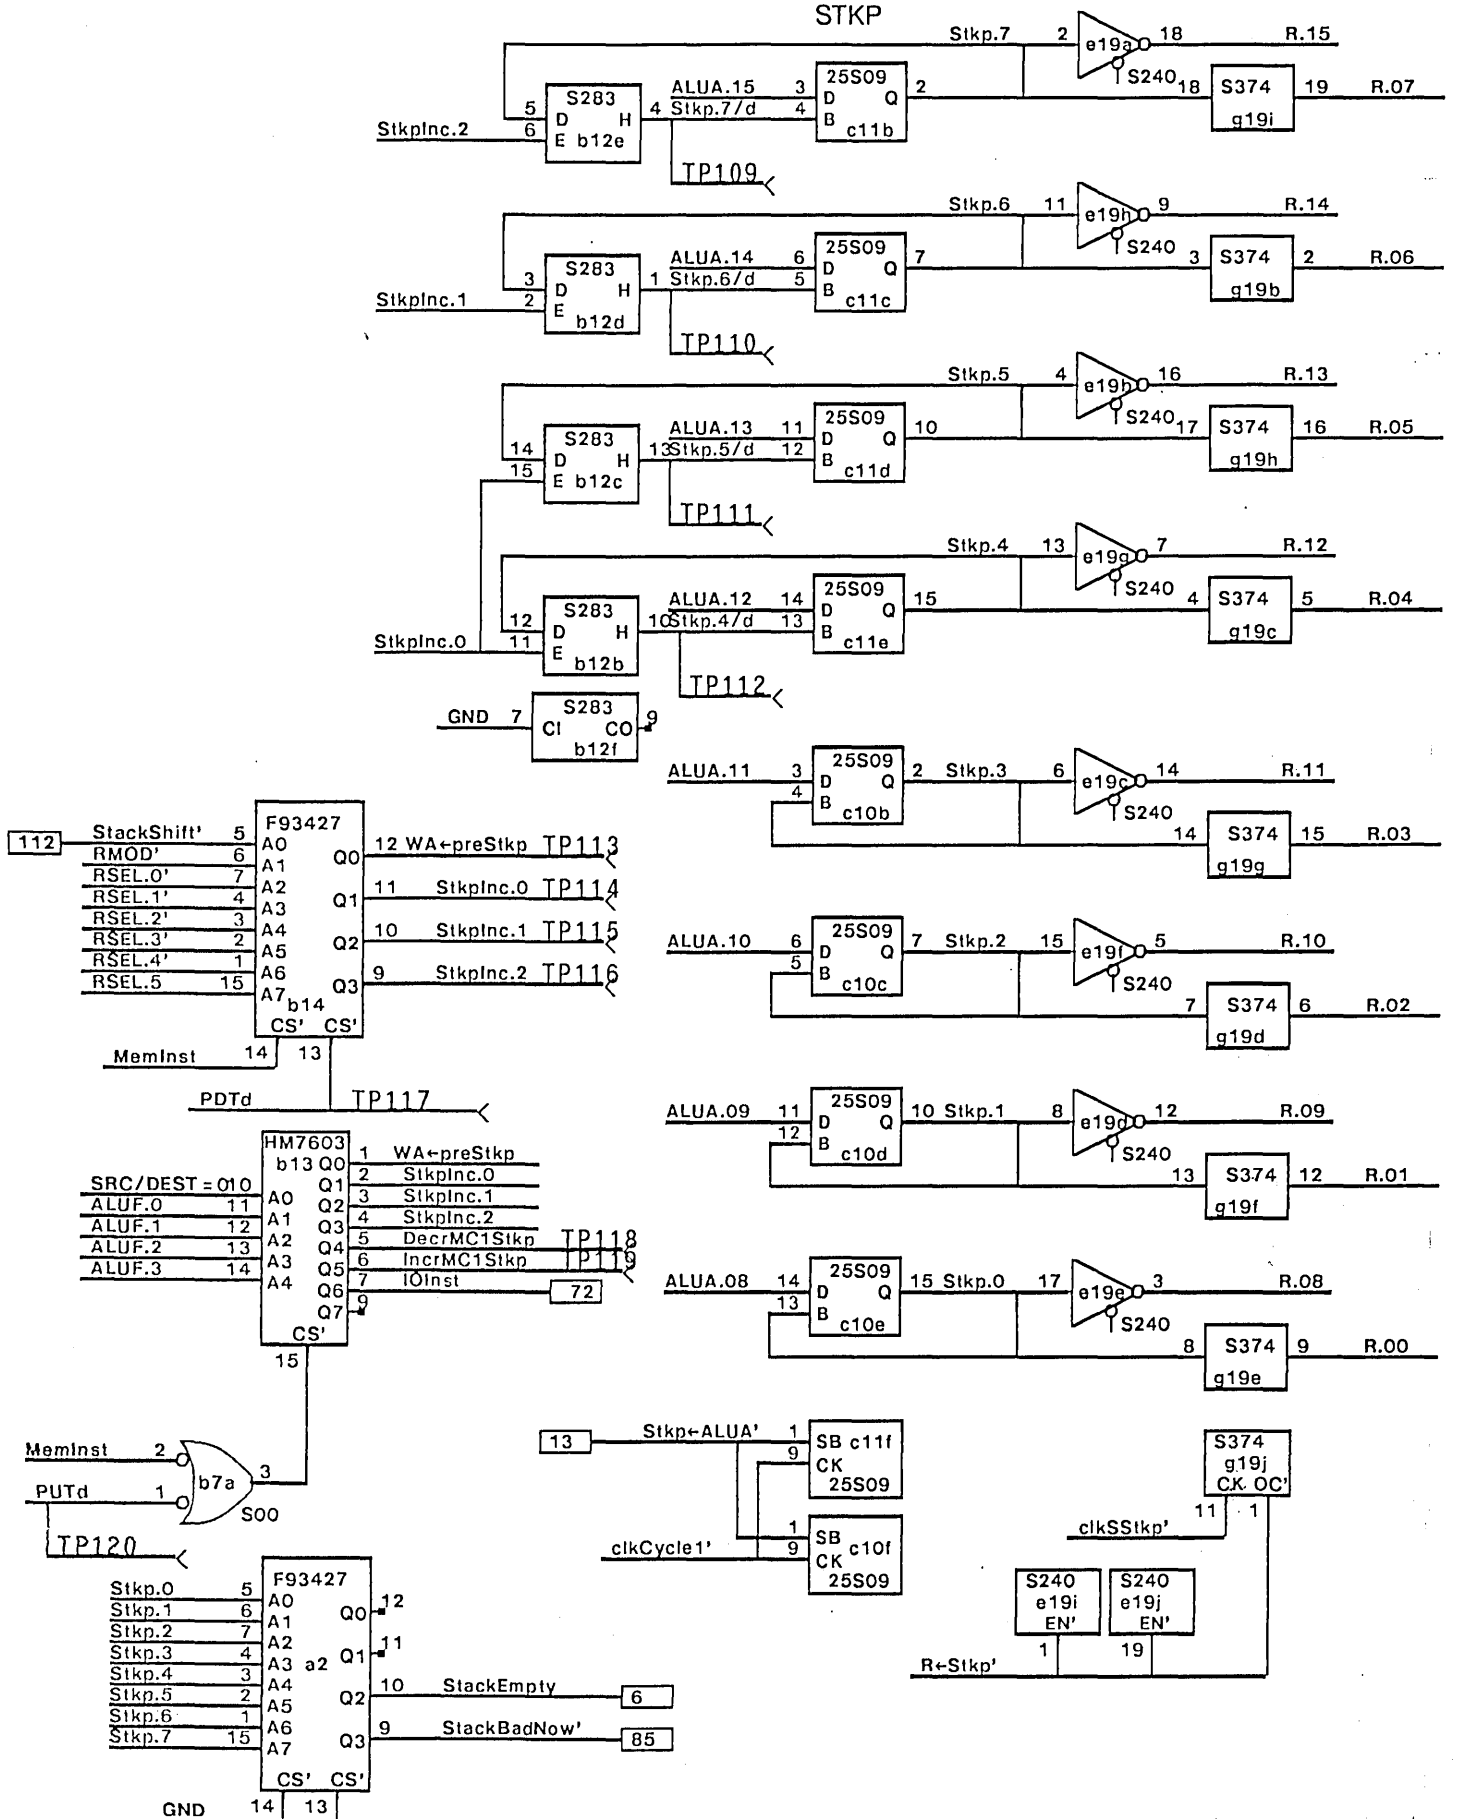 STKP
Stkp.7 2 e19a 18 R.15
S240
ALUA.15 3 25S09 2 18 S374 19 R.07
D Q
Stkp.7/d 4 B c11b g19i
5 S283 4
D H
StkpInc.2 6 E b12e
TP109
Stkp.6 11 e19h 9 R.14
S240
ALUA.14 6 25S09 7 3 S374 2 R.06
D Q
Stkp.6/d 5 B c11c g19b
3 S283 1
D H
StkpInc.1 2 E b12d
TP110
Stkp.5 4 e19b 16 R.13
S240
ALUA.13 11 25S09 10 17 S374 16 R.05
D Q
Stkp.5/d 12 B c11d g19h
14 S283 13
D H
15 E b12c
TP111
Stkp.4 13 e19g 7 R.12
S240
ALUA.12 14 25S09 15 4 S374 5 R.04
D Q
Stkp.4/d 13 B c11e g19c
12 S283 10
D H
StkpInc.0 11 E b12b
TP112
GND 7 S283 9
CI CO
b12f
ALUA.11 3 25S09 2 Stkp.3 6 e19c 14 R.11
D Q
4 B c10b S240
14 S374 15 R.03
g19g
112 StackShift' 5 A0 F93427
RMOD' 6 A1 Q0 12 WA←preStkp TP113
RSEL.0' 7 A2
RSEL.1' 4 A3 Q1 11 StkpInc.0 TP114
RSEL.2' 3 A4
RSEL.3' 2 A5 Q2 10 StkpInc.1 TP115
RSEL.4' 1 A6
RSEL.5 15 A7 Q3 9 StkpInc.2 TP116
b14
CS' CS'
MemInst 14 13
PDTd TP117
ALUA.10 6 25S09 7 Stkp.2 15 e19f 5 R.10
D Q
5 B c10c S240
7 S374 6 R.02
g19d
ALUA.09 11 25S09 10 Stkp.1 8 e19d 12 R.09
D Q
12 B c10d S240
13 S374 12 R.01
g19f
HM7603
b13 Q0 1 WA←preStkp
Q1 2 StkpInc.0
SRC/DEST=0 10 A0 Q2 3 StkpInc.1
ALUF.0 11 A1 Q3 4 StkpInc.2
ALUF.1 12 A2 Q4 5 DecrMC1Stkp TP118
ALUF.2 13 A3 Q5 6 IncrMC1Stkp TP119
ALUF.3 14 A4 Q6 7 IOInst 72
Q7 9
CS'
15
ALUA.08 14 25S09 15 Stkp.0 17 e19e 3 R.08
D Q
13 B c10e S240
8 S374 9 R.00
g19e
MemInst 2
b7a 3
PUTd 1
S00
TP120
13 Stkp←ALUA' 1 SB c11f
9 CK
25S09
1 SB c10f
clkCycle1' 9 CK
25S09
S374
g19j
CK OC'
11 1
clkSStkp'
S240 S240
e19i e19j
EN' EN'
1 19
R←Stkp'
F93427
Stkp.0 5 A0 Q0 12
Stkp.1 6 A1
Stkp.2 7 A2 Q1 11
Stkp.3 4 A3 a2
Stkp.4 3 A4 Q2 10 StackEmpty 6
Stkp.5 2 A5
Stkp.6 1 A6 Q3 9 StackBadNow' 85
Stkp.7 15 A7
CS' CS'
GND 14 13